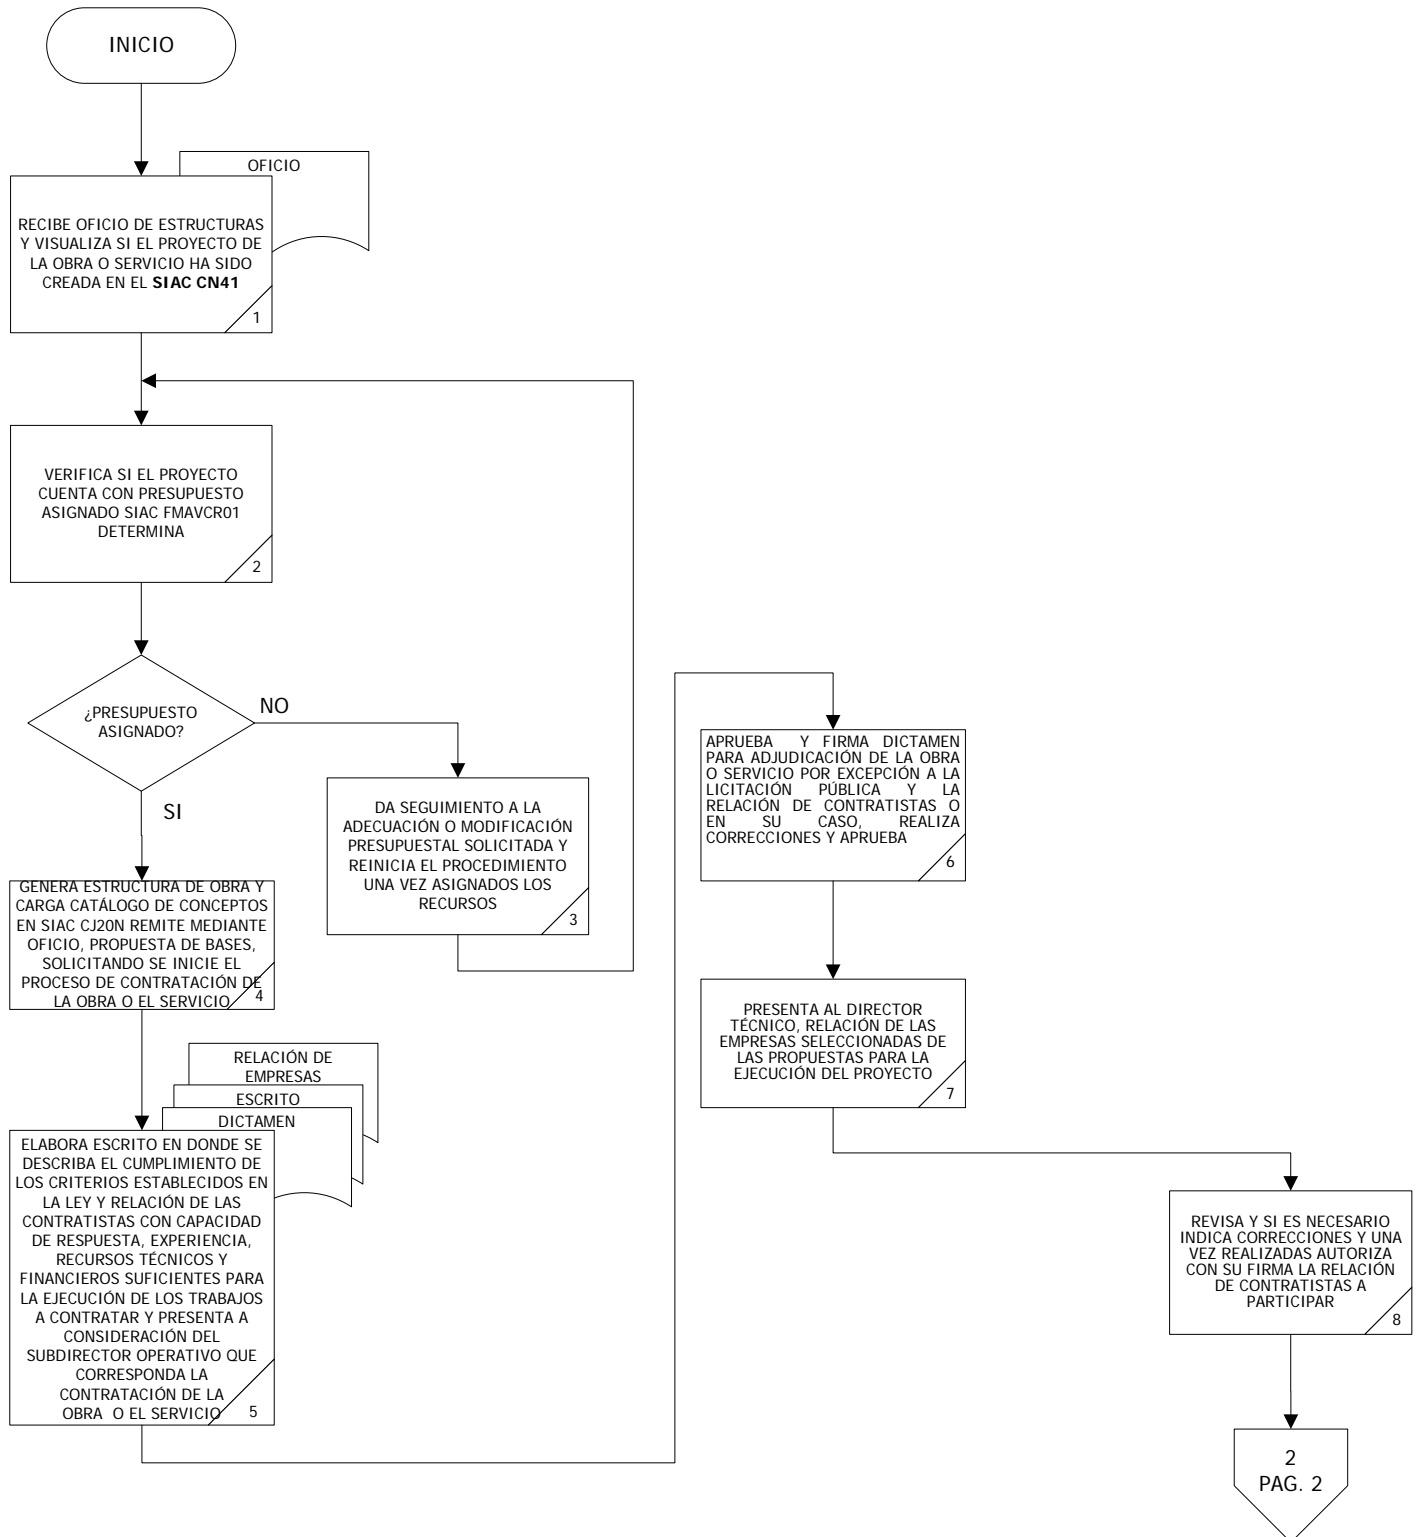 INICIO
OFICIO
RECIBE OFICIO DE ESTRUCTURAS
Y VISUALIZA SI EL PROYECTO DE
LA OBRA O SERVICIO HA SIDO
CREADA EN EL SIAC CN41
1
VERIFICA SI EL PROYECTO
CUENTA CON PRESUPUESTO
ASIGNADO SIAC FMAVCR01
DETERMINA
2
¿PRESUPUESTO
ASIGNADO?
NO
SI
DA SEGUIMIENTO A LA
ADECUACIÓN O MODIFICACIÓN
PRESUPUESTAL SOLICITADA Y
REINICIA EL PROCEDIMIENTO
UNA VEZ ASIGNADOS LOS
RECURSOS
3
GENERA ESTRUCTURA DE OBRA Y
CARGA CATÁLOGO DE CONCEPTOS
EN SIAC CJ20N REMITE MEDIANTE
OFICIO, PROPUESTA DE BASES,
SOLICITANDO SE INICIE EL
PROCESO DE CONTRATACIÓN DE
LA OBRA O EL SERVICIO
4
RELACIÓN DE
EMPRESAS
ESCRITO
DICTAMEN
ELABORA ESCRITO EN DONDE SE
DESCRIBA EL CUMPLIMIENTO DE
LOS CRITERIOS ESTABLECIDOS EN
LA LEY Y RELACIÓN DE LAS
CONTRATISTAS CON CAPACIDAD
DE RESPUESTA, EXPERIENCIA,
RECURSOS TÉCNICOS Y
FINANCIEROS SUFICIENTES PARA
LA EJECUCIÓN DE LOS TRABAJOS
A CONTRATAR Y PRESENTA A
CONSIDERACIÓN DEL
SUBDIRECTOR OPERATIVO QUE
CORRESPONDA LA
CONTRATACIÓN DE LA
OBRA O EL SERVICIO
5
APRUEBA Y FIRMA DICTAMEN
PARA ADJUDICACIÓN DE LA OBRA
O SERVICIO POR EXCEPCIÓN A LA
LICITACIÓN PÚBLICA Y LA
RELACIÓN DE CONTRATISTAS O
EN SU CASO, REALIZA
CORRECCIONES Y APRUEBA
6
PRESENTA AL DIRECTOR
TÉCNICO, RELACIÓN DE LAS
EMPRESAS SELECCIONADAS DE
LAS PROPUESTAS PARA LA
EJECUCIÓN DEL PROYECTO
7
REVISA Y SI ES NECESARIO
INDICA CORRECCIONES Y UNA
VEZ REALIZADAS AUTORIZA
CON SU FIRMA LA RELACIÓN
DE CONTRATISTAS A
PARTICIPAR
8
2
PAG. 2